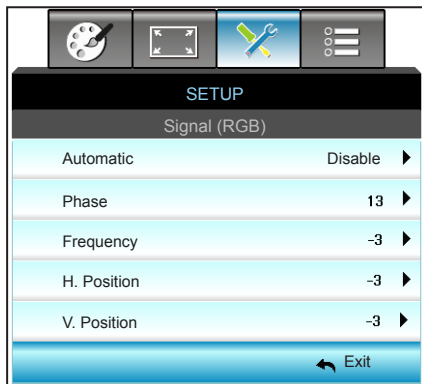 SETUP
Signal (RGB)
Automatic Disable
Phase 13
Frequency -3
H. Position -3
V. Position -3
Exit